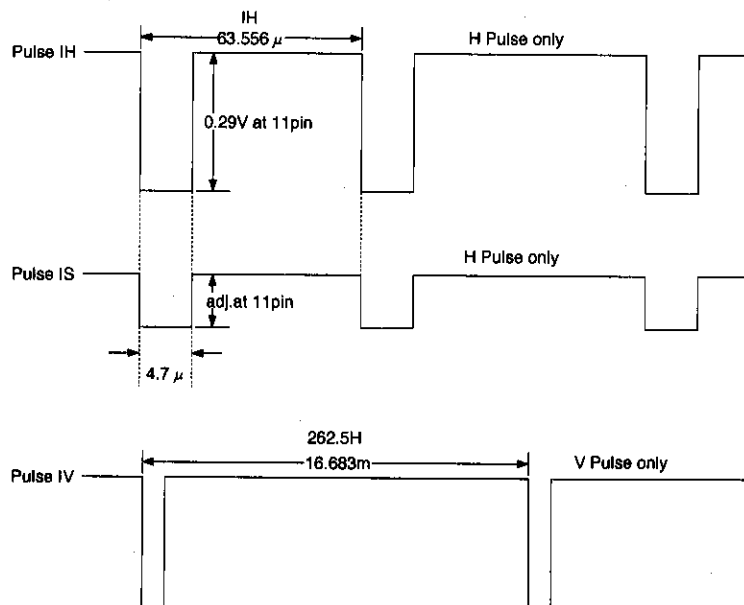 IH
63.556 μ
Pulse IH
H Pulse only
0.29V at 11pin
Pulse IS
H Pulse only
adj.at 11pin
4.7 μ
262.5H
16.683m
Pulse IV
V Pulse only